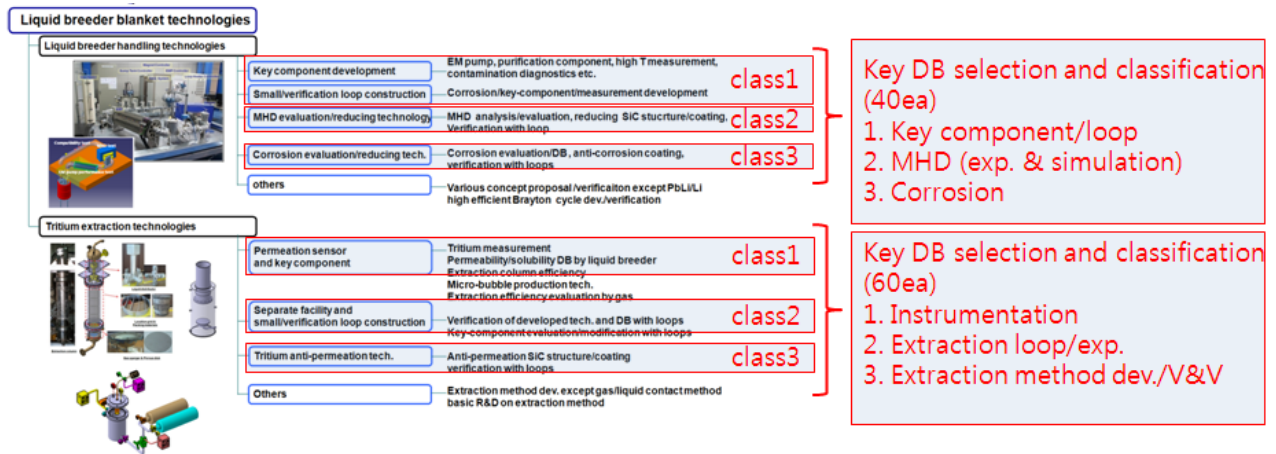 Liquid breeder blanket technologies
Liquid breeder handling technologies
Key component development
EM pump, purification component, high T measurement,
contamination diagnostics etc.
class1
Small/verification loop construction
Corrosion/key-component/measurement development
MHD evaluation/reducing technology
MHD analysis/evaluation, reducing SiC stucrture/coating,
Verification with loop
class2
Corrosion evaluation/reducing tech.
Corrosion evaluation/DB, anti-corrosion coating,
verification with loops
class3
others
Various concept proposal/verificaiton except PbLi/Li
high efficient Brayton cycle dev./verification
Key DB selection and classification
(40ea)
1. Key component/loop
2. MHD (exp. & simulation)
3. Corrosion
Tritium extraction technologies
Permeation sensor
and key component
Tritium measurement
Permeability/solubility DB by liquid breeder
Extraction column efficiency
Micro-bubble production tech.
Extraction efficiency evaluation by gas
class1
Separate facility and
small/verification loop construction
Verification of developed tech. and DB with loops
Key-component evaluation/modification with loops
class2
Tritium anti-permeation tech.
Anti-permeation SiC structure/coating
verification with loops
class3
Others
Extraction method dev. except gas/liquid contact method
basic R&D on extraction method
Key DB selection and classification
(60ea)
1. Instrumentation
2. Extraction loop/exp.
3. Extraction method dev./V&V